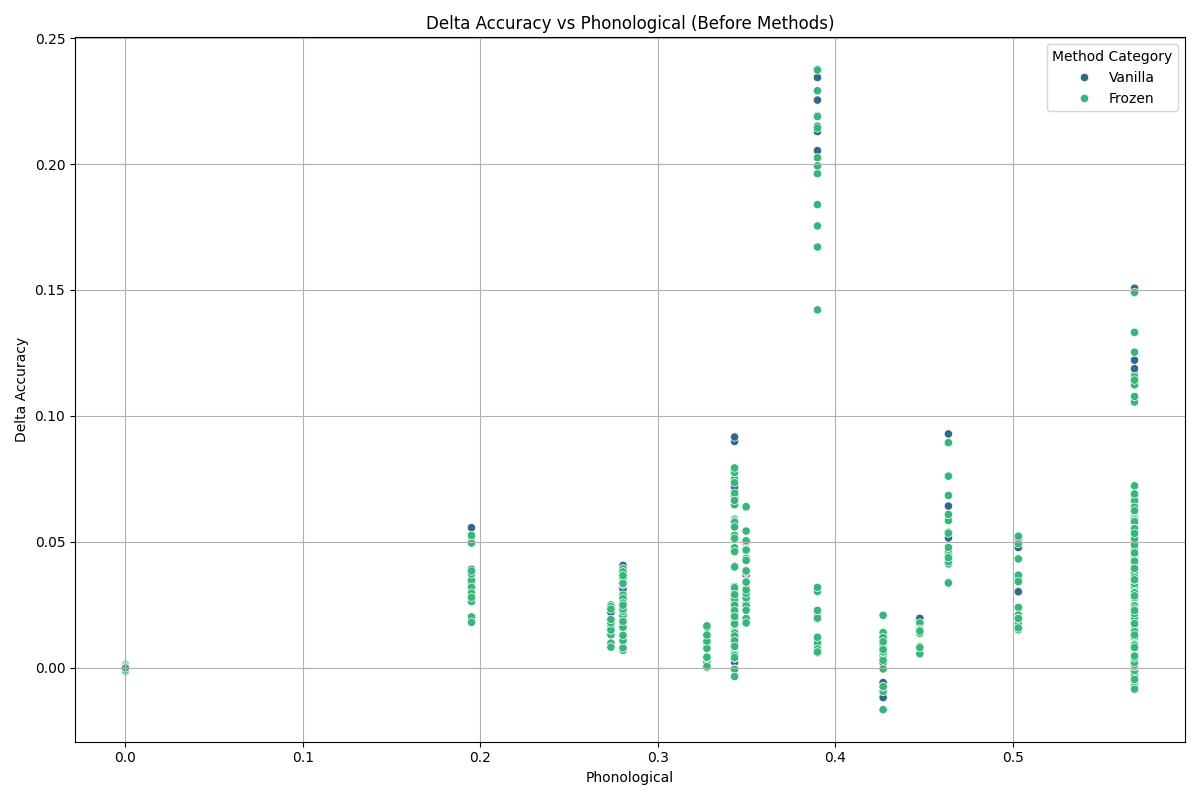 Delta Accuracy vs Phonological (Before Methods)
Method Category
Vanilla
Frozen
Delta Accuracy
0.25
0.20
0.15
0.10
0.05
0.00
0.0 0.1 0.2 0.3 0.4 0.5
Phonological